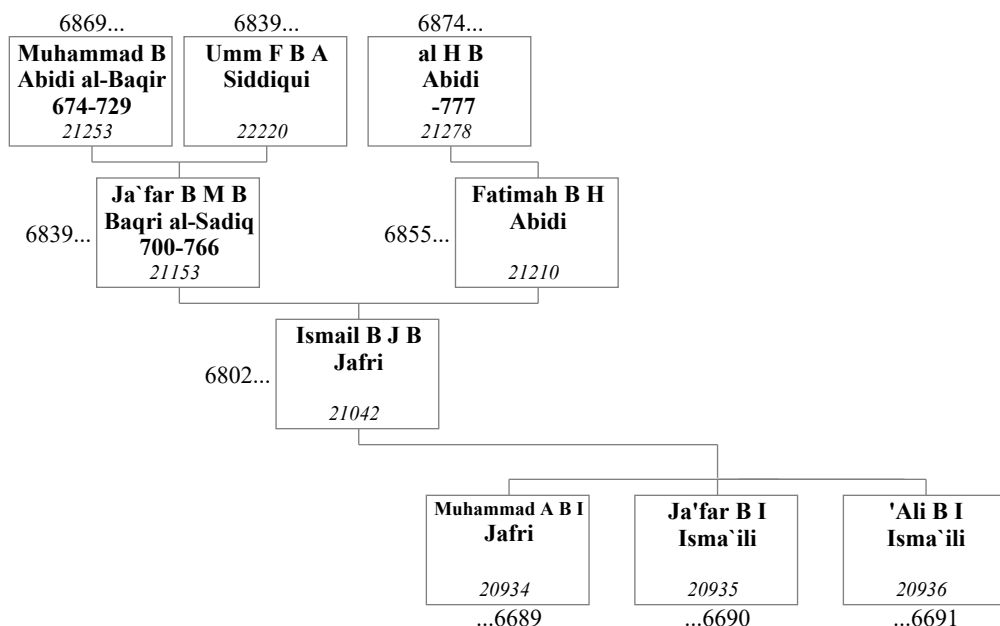 6869...
6839...
6874...
Muhammad B
Abidi al-Baqir
674-729
21253
Umm F B A
Siddiqui
22220
al H B
Abidi
-777
21278
6839...
Ja`far B M B
Baqri al-Sadiq
700-766
21153
6855...
Fatimah B H
Abidi
21210
6802...
Ismail B J B
Jafri
21042
Muhammad A B I
Jafri
20934
Ja'far B I
Isma`ili
20935
'Ali B I
Isma`ili
20936
...6689
...6690
...6691